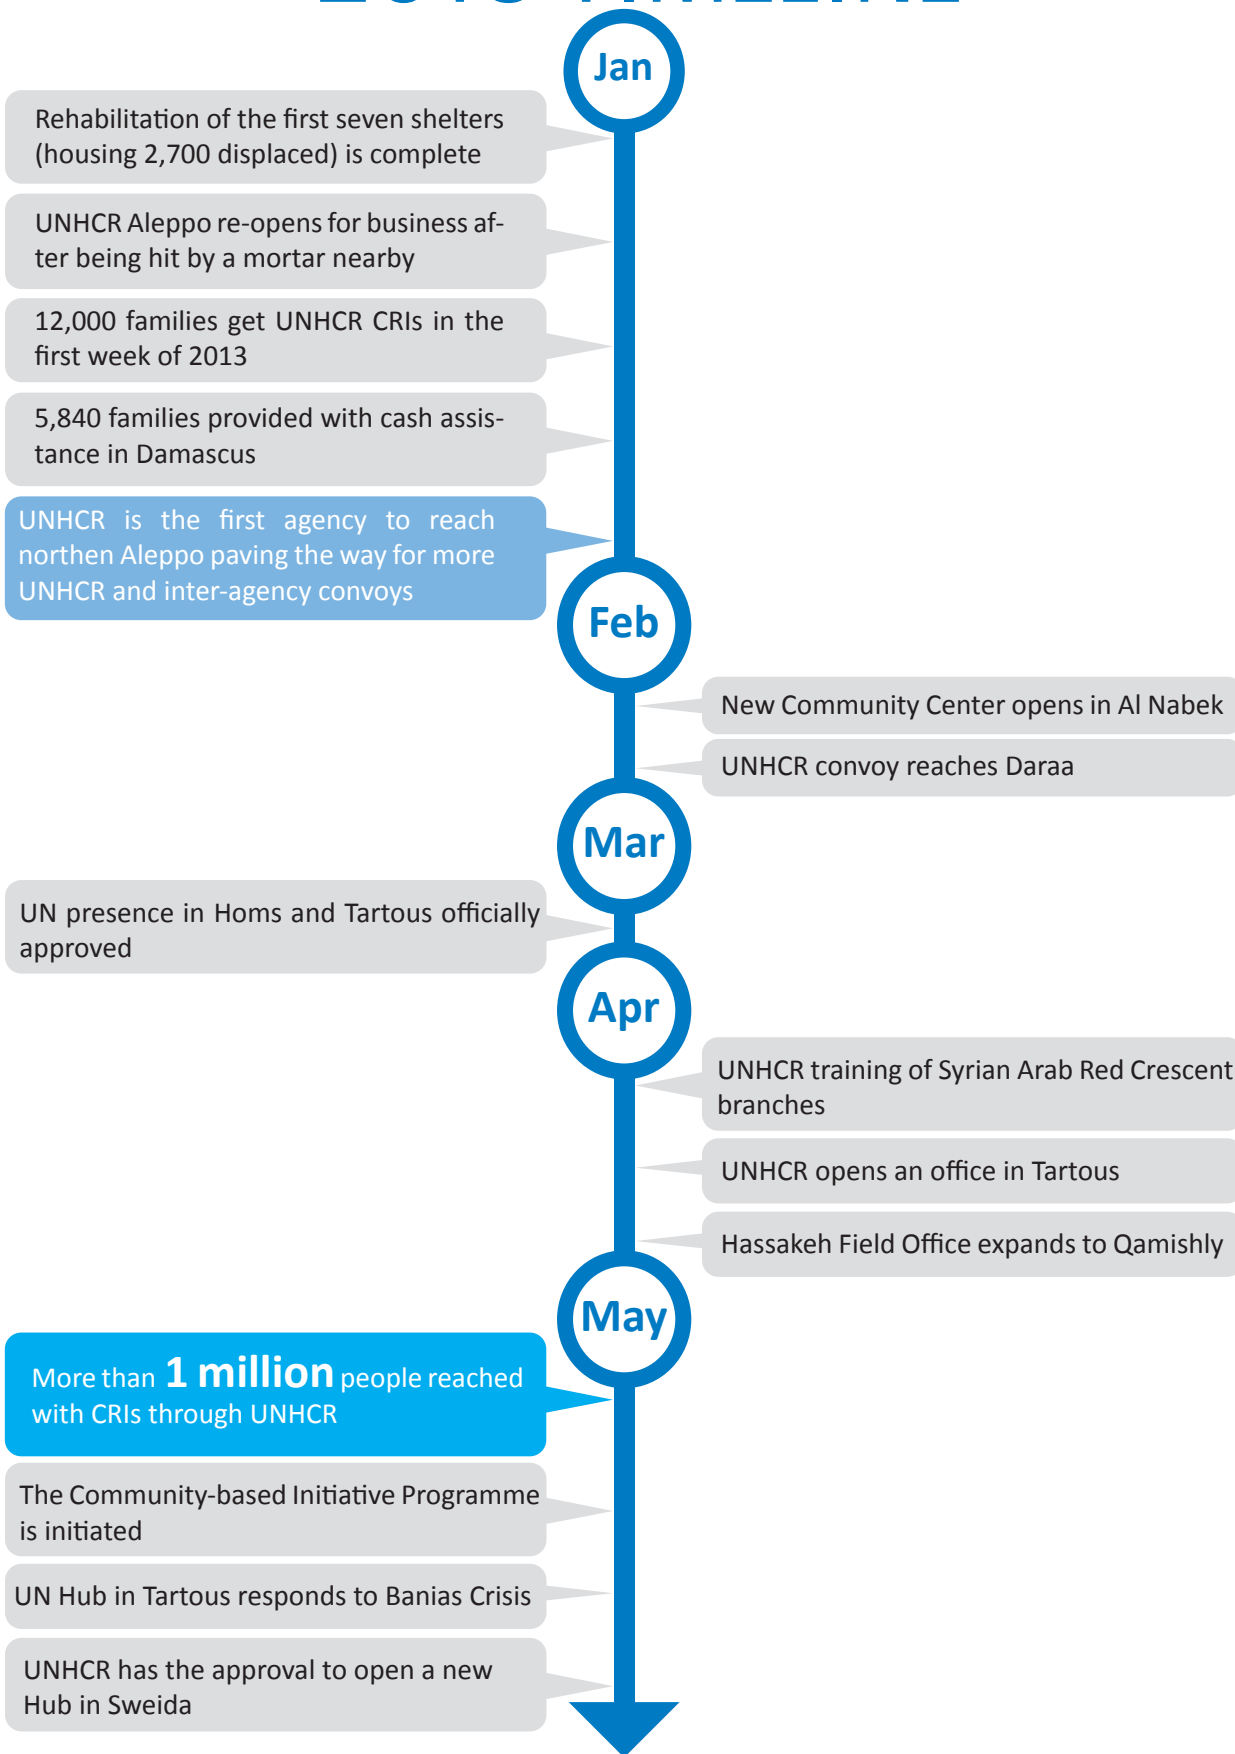 2013 TIMELINE
Jan
Rehabilitation of the first seven shelters
(housing 2,700 displaced) is complete
UNHCR Aleppo re-opens for business af-
ter being hit by a mortar nearby
12,000 families get UNHCR CRIs in the
first week of 2013
5,840 families provided with cash assis-
tance in Damascus
UNHCR is the first agency to reach
northen Aleppo paving the way for more
UNHCR and inter-agency convoys
Feb
New Community Center opens in Al Nabek
UNHCR convoy reaches Daraa
Mar
UN presence in Homs and Tartous officially
approved
Apr
UNHCR training of Syrian Arab Red Crescent
branches
UNHCR opens an office in Tartous
Hassakeh Field Office expands to Qamishly
May
More than 1 million people reached
with CRIs through UNHCR
The Community-based Initiative Programme
is initiated
UN Hub in Tartous responds to Banias Crisis
UNHCR has the approval to open a new
Hub in Sweida